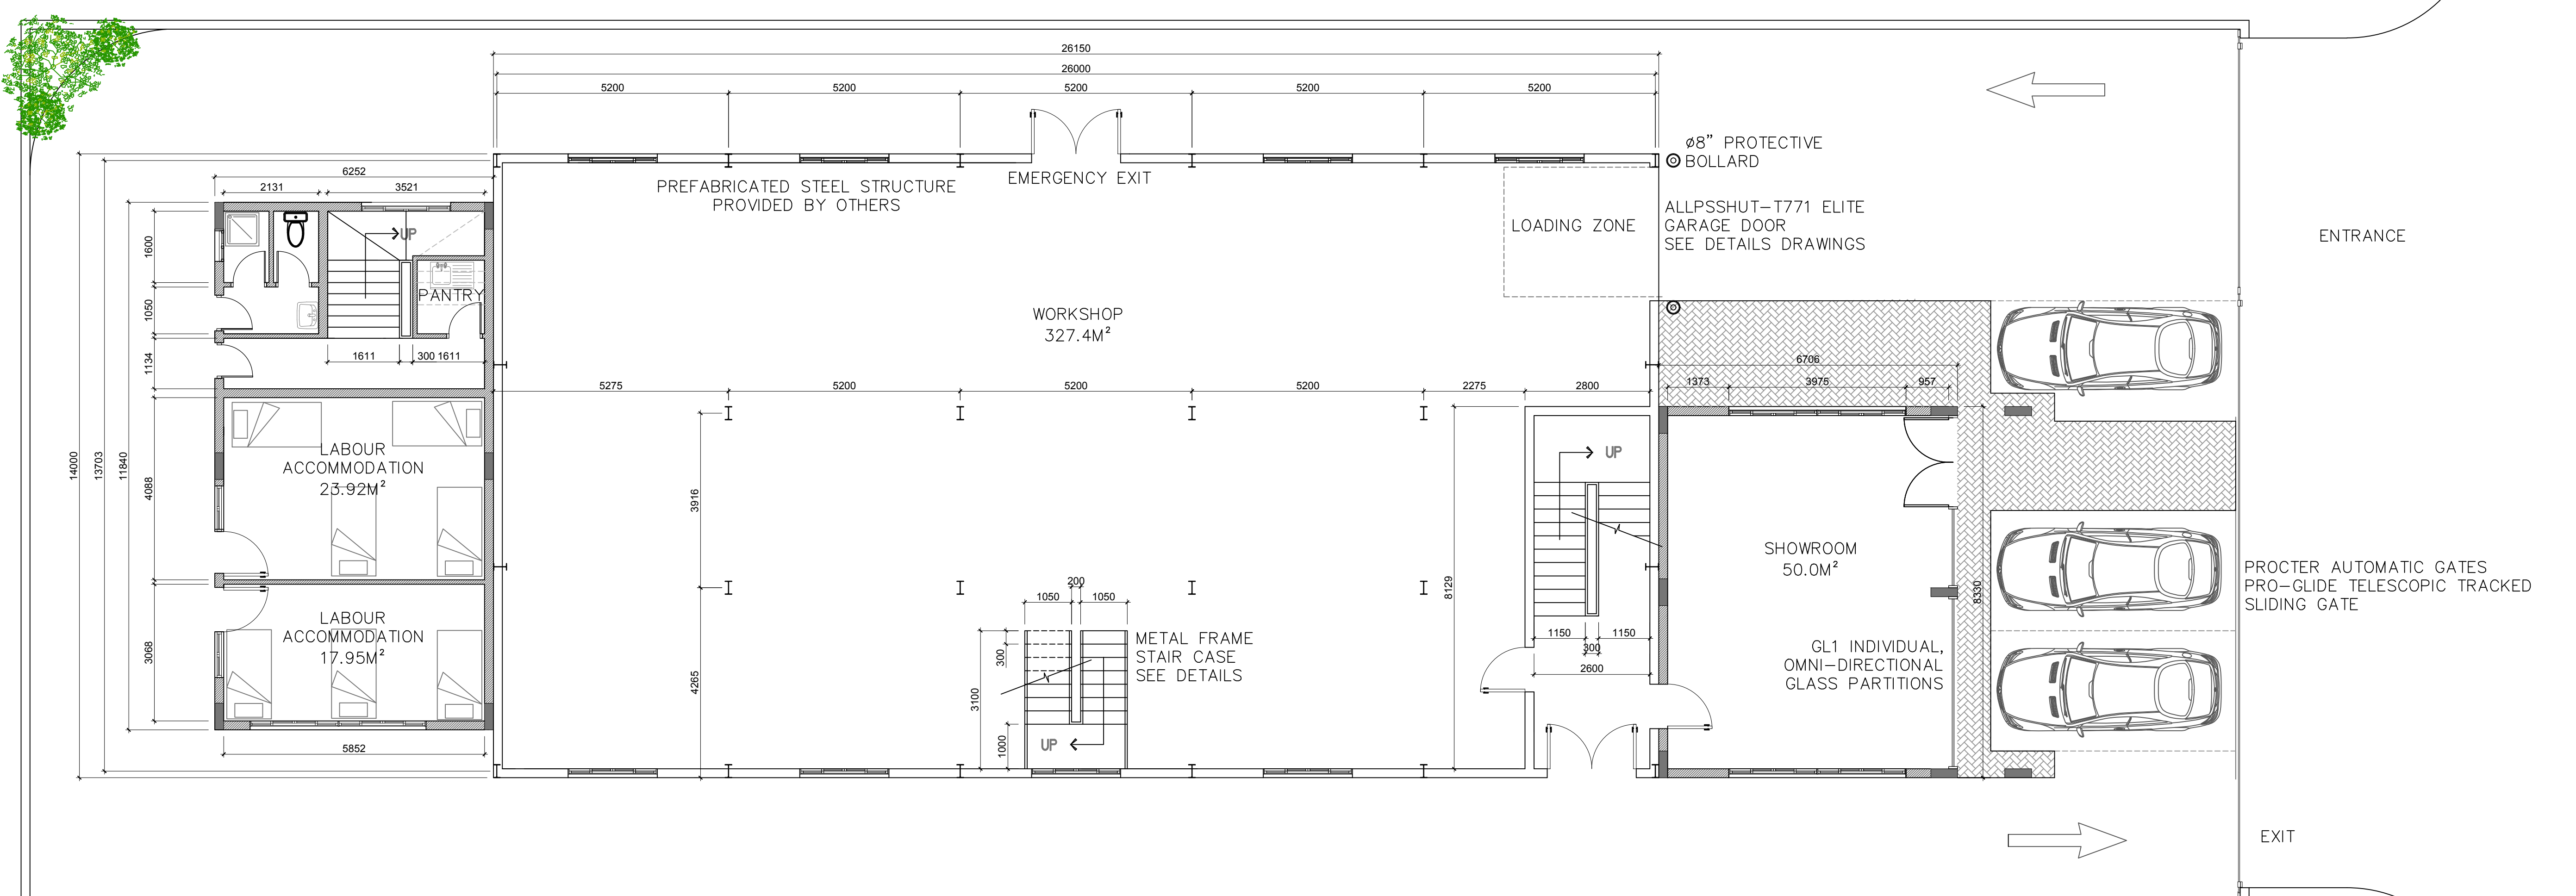 26150
26000
5200 5200 5200 5200 5200
ø8” PROTECTIVE
BOLLARD
6252
2131 3521
PREFABRICATED STEEL STRUCTURE
PROVIDED BY OTHERS
EMERGENCY EXIT
LOADING ZONE
ALLPSSHUT-T771 ELITE
GARAGE DOOR
SEE DETAILS DRAWINGS
ENTRANCE
UP
PANTRY
1600
1050
1134
1611 300 1611
WORKSHOP
327.4M²
5275 5200 5200 5200 2275 2800
6706
1373 3975 957
14000
13703
11840
4088
3068
LABOUR
ACCOMMODATION
23.92M²
LABOUR
ACCOMMODATION
17.95M²
5852
3916
4265
200
1050 1050
300
3100
1000
UP
METAL FRAME
STAIR CASE
SEE DETAILS
8129
UP
1150 1150
300
2600
SHOWROOM
50.0M²
8330
GL1 INDIVIDUAL,
OMNI-DIRECTIONAL
GLASS PARTITIONS
PROCTER AUTOMATIC GATES
PRO-GLIDE TELESCOPIC TRACKED
SLIDING GATE
EXIT